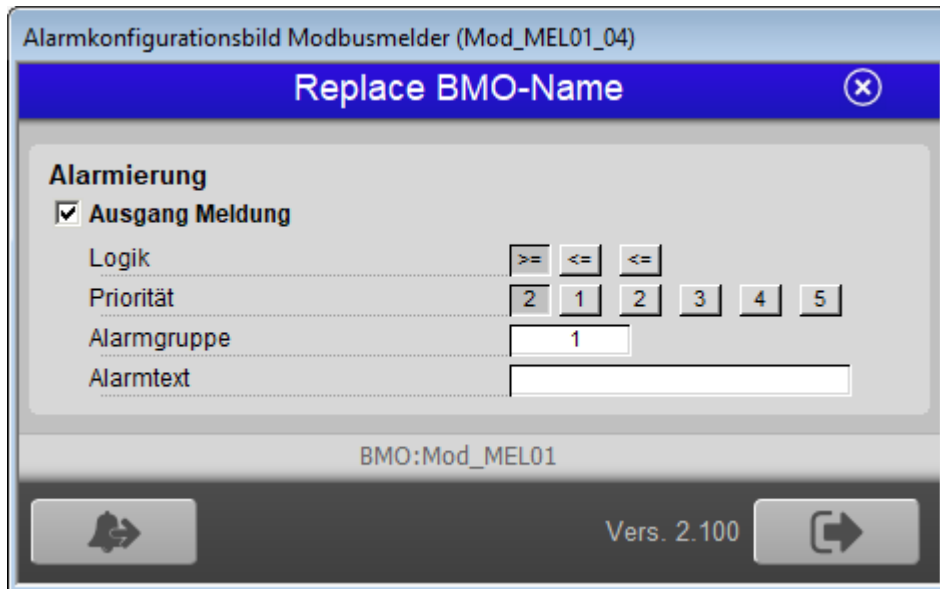 Alarmkonfigurationsbild Modbusmelder (Mod_MEL01_04)
Replace BMO-Name
Alarmierung
Ausgang Meldung
Logik >= <= <=
Priorität 2 1 2 3 4 5
Alarmgruppe 1
Alarmtext
BMO:Mod_MEL01
Vers. 2.100